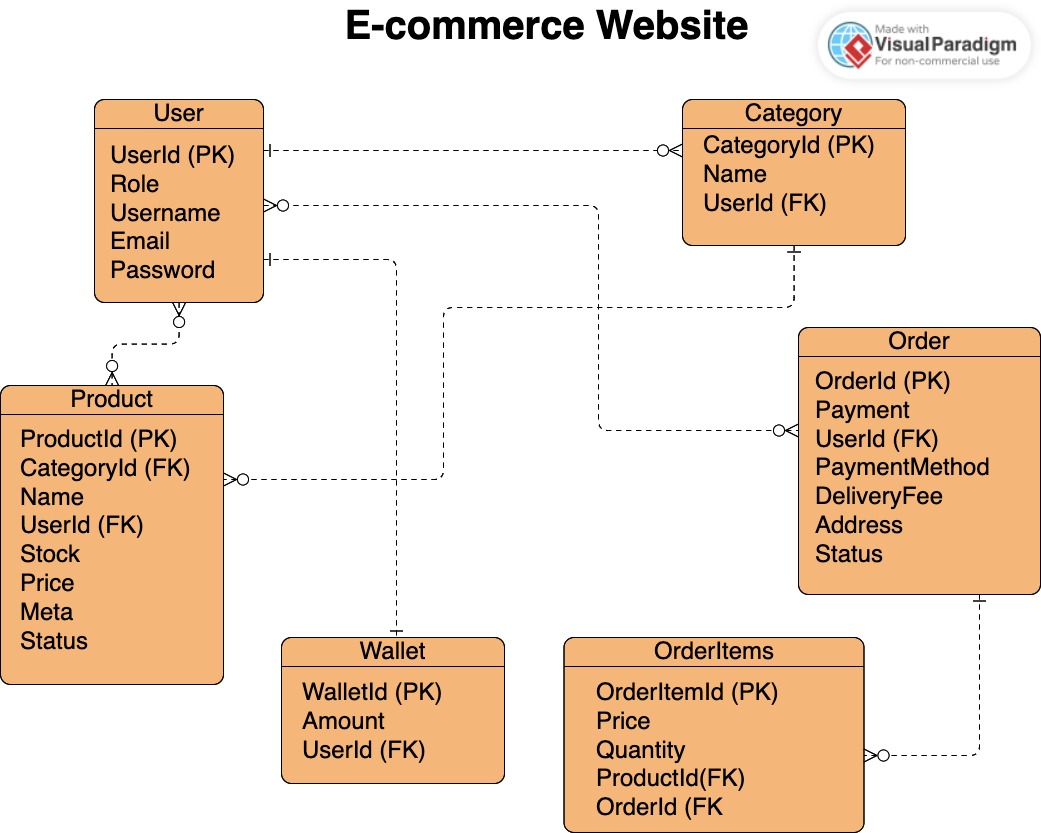 E-commerce Website
Made with
Visual Paradigm
For non-commercial use
User
UserId (PK)
Role
Username
Email
Password
Category
CategoryId (PK)
Name
UserId (FK)
Order
OrderId (PK)
Payment
UserId (FK)
PaymentMethod
DeliveryFee
Address
Status
Product
ProductId (PK)
CategoryId (FK)
Name
UserId (FK)
Stock
Price
Meta
Status
Wallet
WalletId (PK)
Amount
UserId (FK)
OrderItems
OrderItemId (PK)
Price
Quantity
ProductId(FK)
OrderId (FK